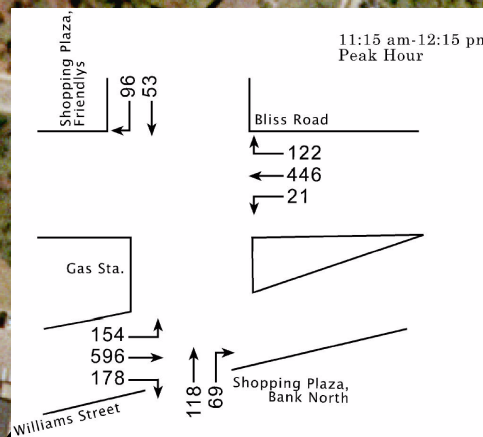 Shopping Plaza,
Friendlys
96
53
11:15 am-12:15 pm
Peak Hour
Bliss Road
122
446
21
Gas Sta.
154
596
178
118
69
Shopping Plaza,
Bank North
Williams Street